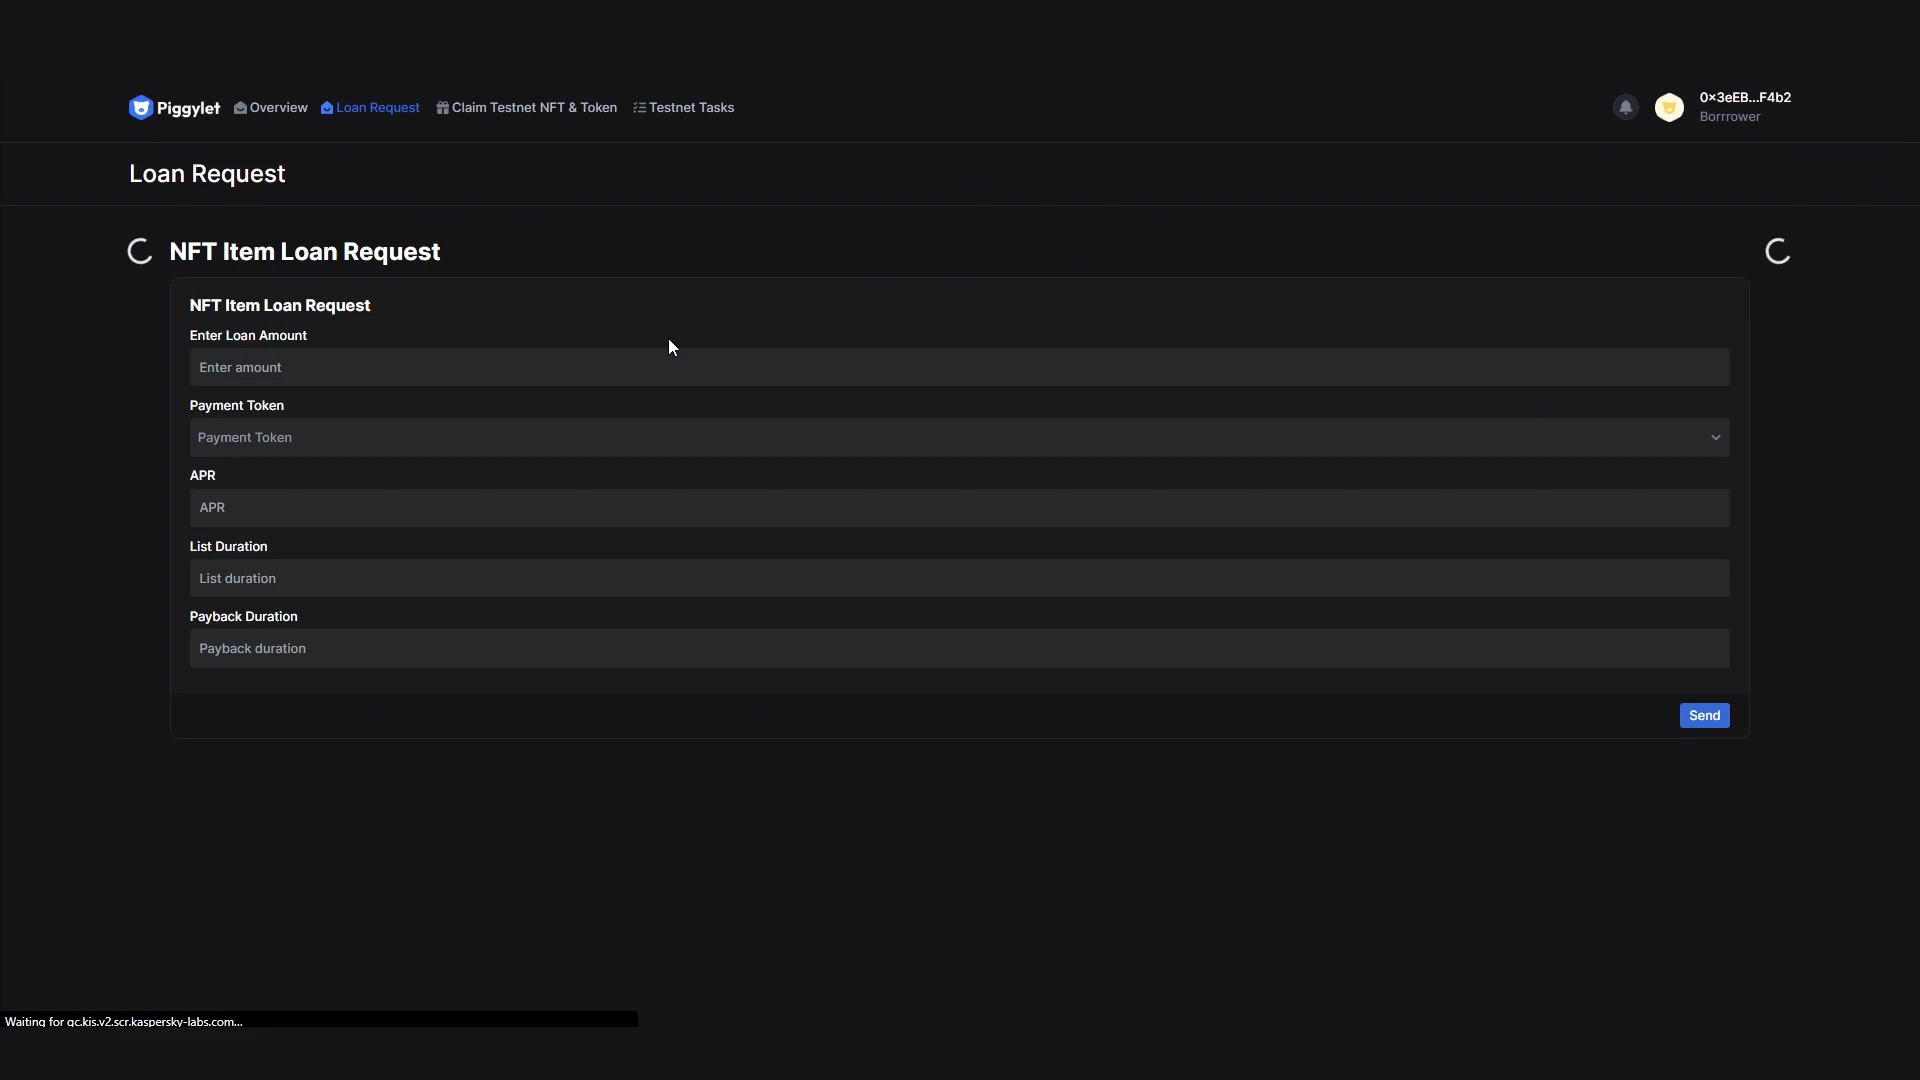 Piggylet Overview Loan Request Claim Testnet NFT & Token Testnet Tasks
0x3eEB...F4b2
Borrrower
Loan Request
NFT Item Loan Request
NFT Item Loan Request
Enter Loan Amount
Enter amount
Payment Token
Payment Token
APR
APR
List Duration
List duration
Payback Duration
Payback duration
Send
Waiting for gc.kis.v2.scr.kaspersky-labs.com...